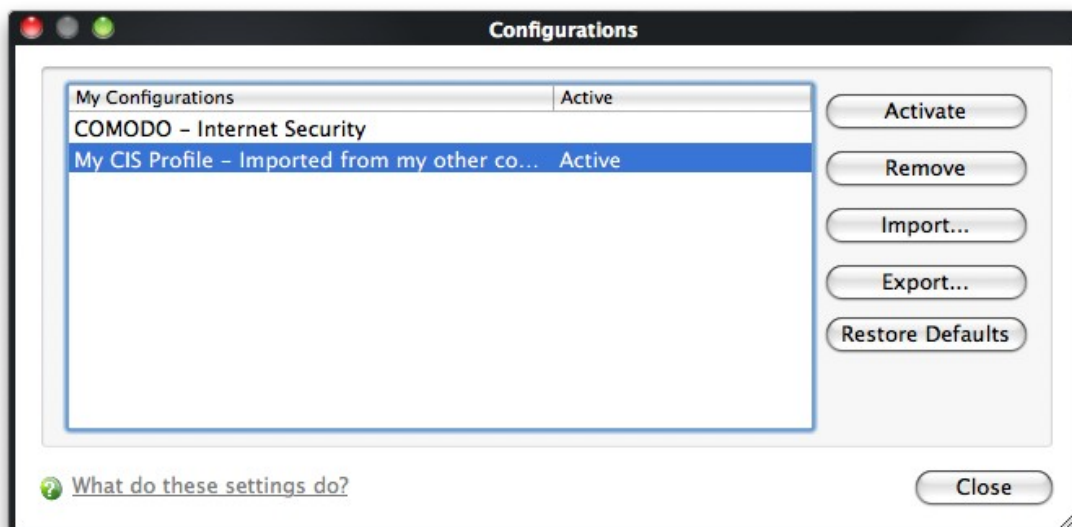 Configurations
My Configurations Active
COMODO – Internet Security
My CIS Profile – Imported from my other co... Active
Activate
Remove
Import...
Export...
Restore Defaults
What do these settings do?
Close